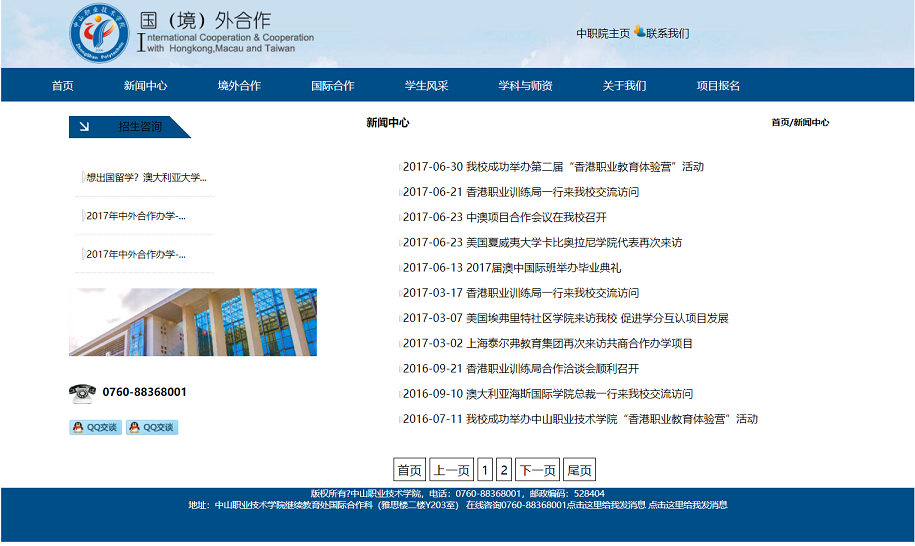 中山职业技术学院
ZhongShan Polytechnic
国（境）外合作
International Cooperation & Cooperation
with Hongkong,Macau and Taiwan
中职院主页 联系我们
首页 新闻中心 境外合作 国际合作 学生风采 学科与师资 关于我们 项目报名
招生咨询
新闻中心
首页/新闻中心
想出国留学？澳大利亚大学...
2017年中外合作办学-...
2017年中外合作办学-...
0760-88368001
QQ交谈 QQ交谈
2017-06-30 我校成功举办第二届“香港职业教育体验营”活动
2017-06-21 香港职业训练局一行来我校交流访问
2017-06-23 中澳项目合作会议在我校召开
2017-06-23 美国夏威夷大学卡比奥拉尼学院代表再次来访
2017-06-13 2017届澳中国际班举办毕业典礼
2017-03-17 香港职业训练局一行来我校交流访问
2017-03-07 美国埃弗里特社区学院来访我校 促进学分互认项目发展
2017-03-02 上海泰尔弗教育集团再次来访共商合作办学项目
2016-09-21 香港职业训练局合作洽谈会顺利召开
2016-09-10 澳大利亚海斯国际学院总裁一行来我校交流访问
2016-07-11 我校成功举办中山职业技术学院“香港职业教育体验营”活动
首页 上一页 1 2 下一页 尾页
版权所有?中山职业技术学院，电话：0760-88368001，邮政编码：528404
地址：中山职业技术学院继续教育处国际合作科（雅思楼二楼Y203室） 在线咨询0760-88368001点击这里给我发消息 点击这里给我发消息